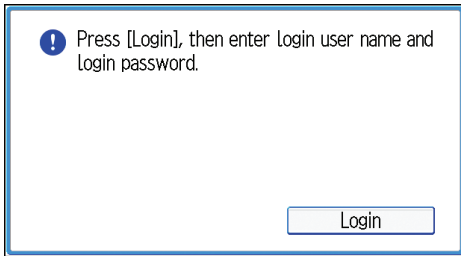 Press [Login], then enter login user name and
login password.
Login